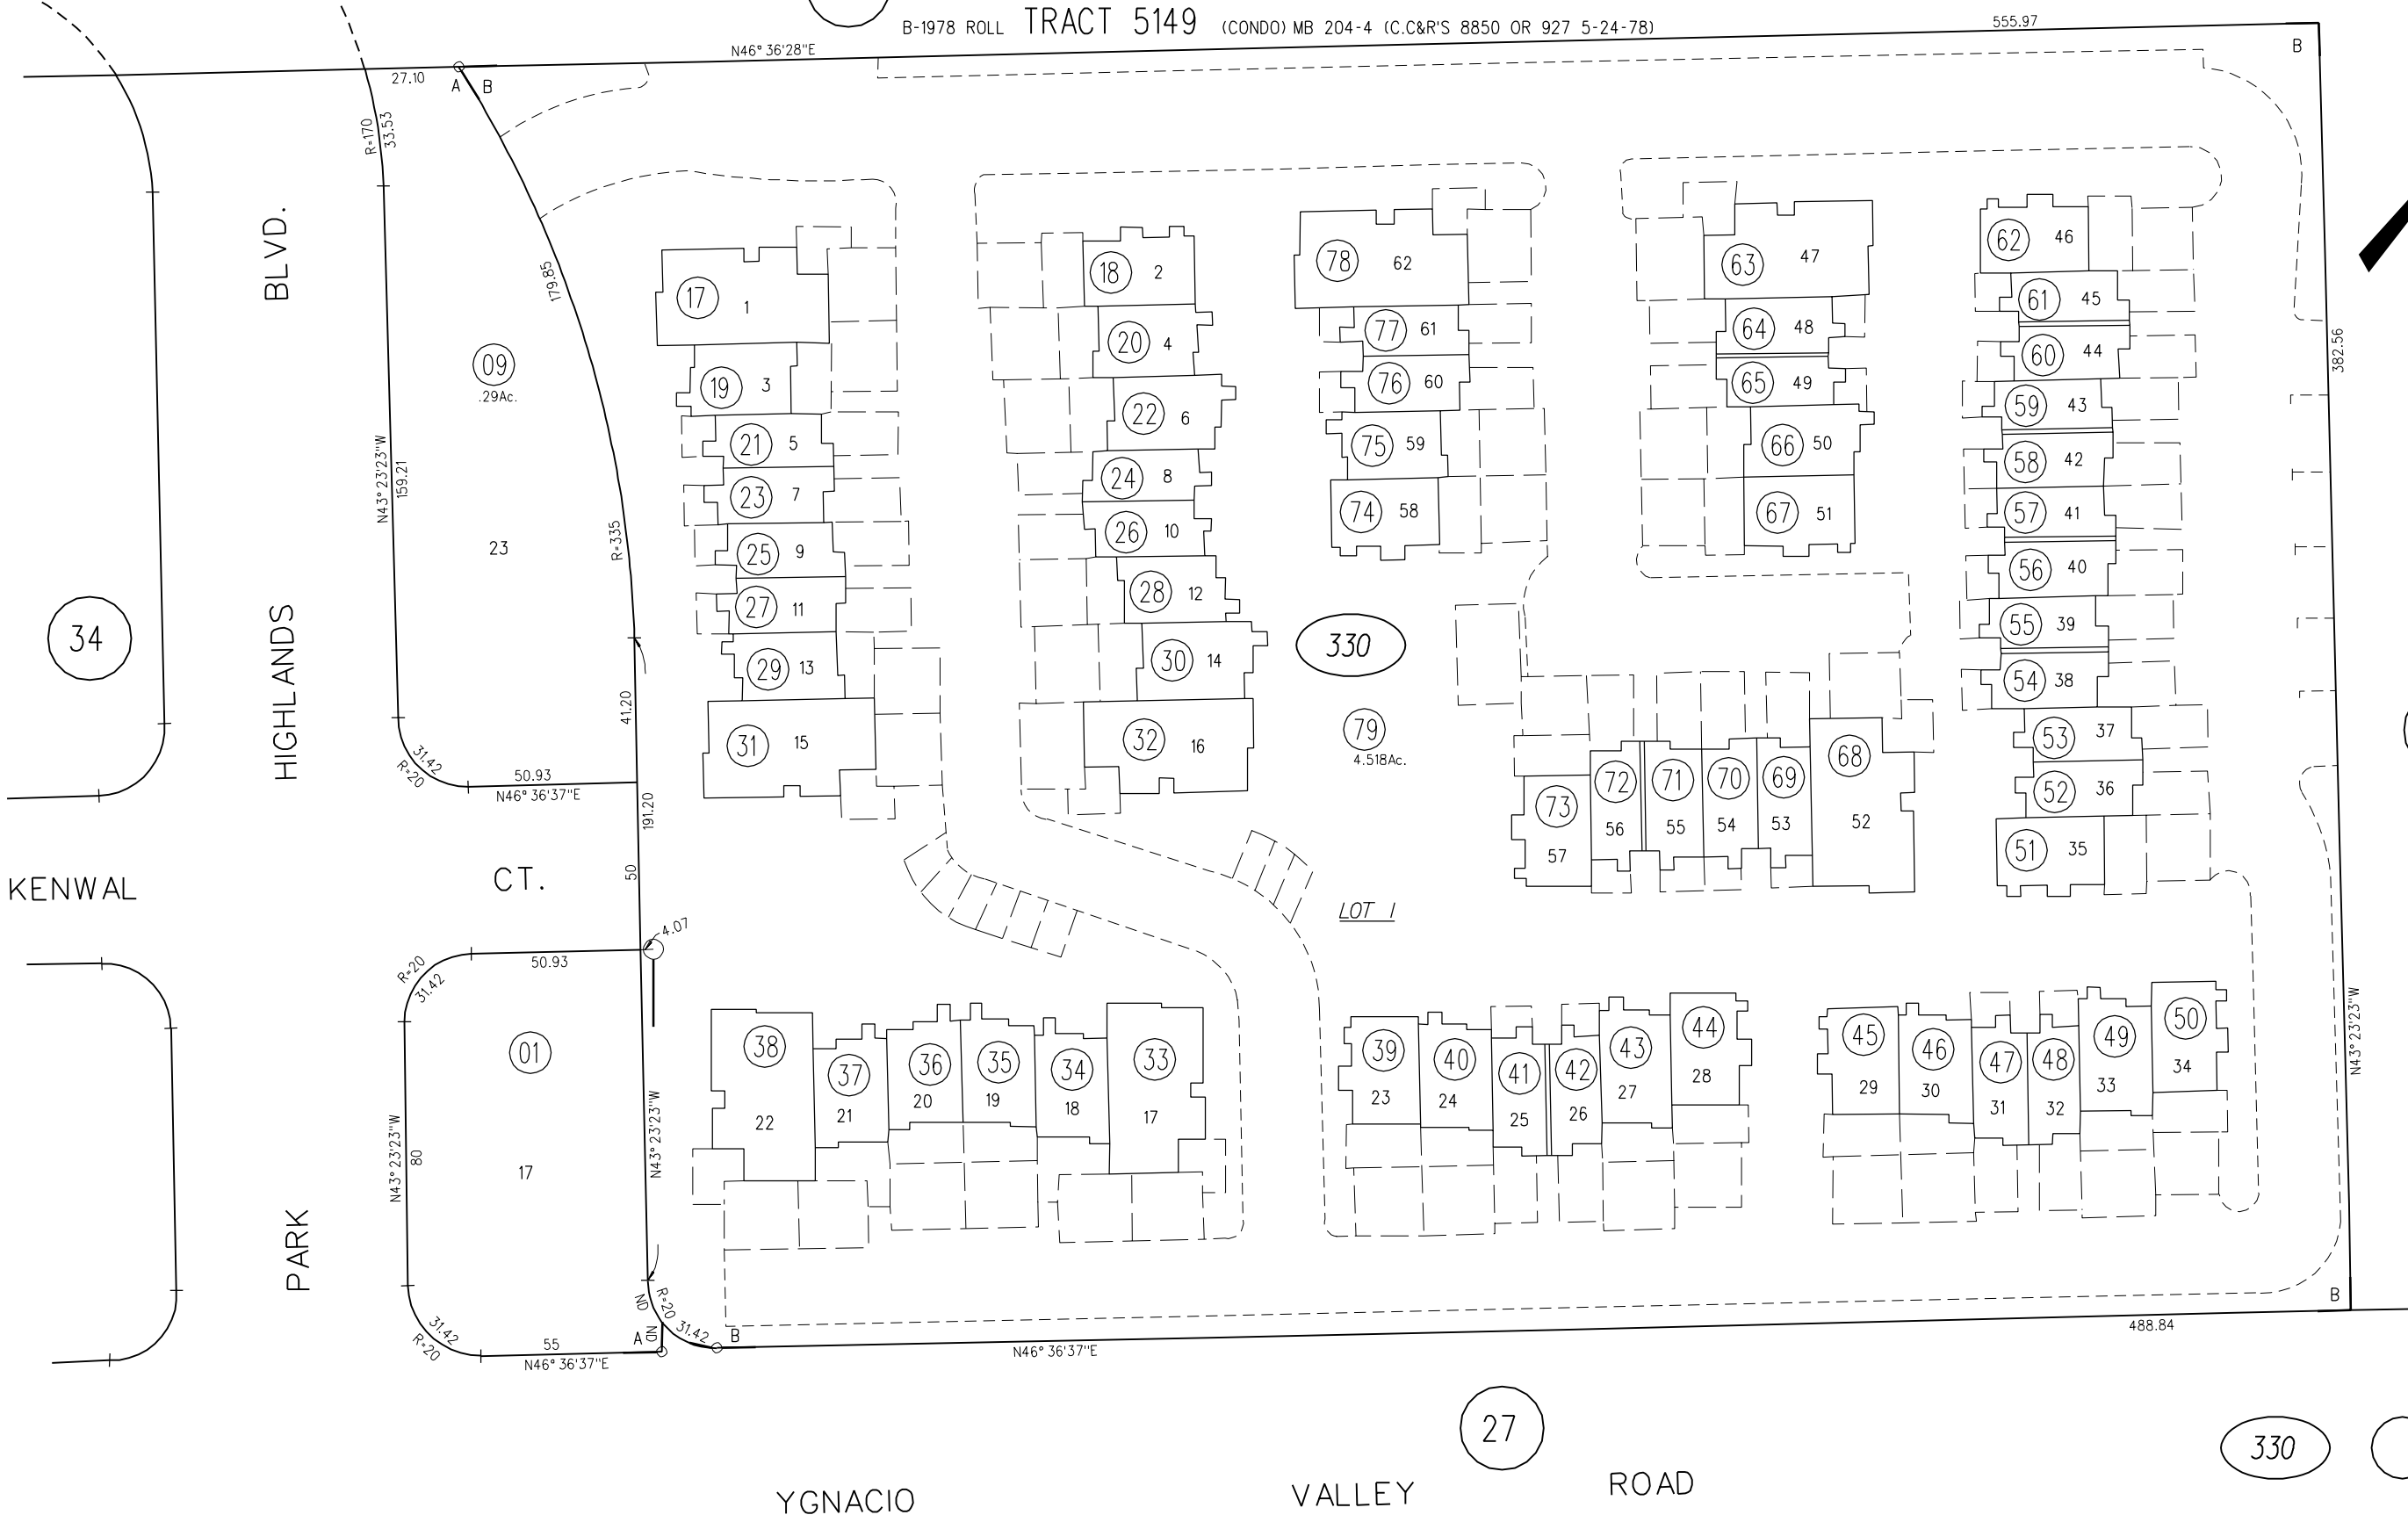 B-1978 ROLL TRACT 5149 (CONDO) MB 204-4 (C.C&R'S 8850 OR 927 5-24-78)
555.97
N46°36'28"E
27.10
A B
B
R=170
33.53
BLVD.
179.85
09
.29Ac.
N43°23'23"W
159.21
23
R=335
34
HIGHLANDS
41.20
31.42
R=20
50.93
N46°36'37"E
191.20
50
KENWAL
CT.
4.07
R=20
31.42
50.93
01
N43°23'23"W
80
17
N43°23'23"W
PARK
31.42
R=20
55
N46°36'37"E
A
ND
ND
R=20
31.42
B
N46°36'37"E
488.84
B
N43°23'23"W
382.56
17 1
19 3
21 5
23 7
25 9
27 11
29 13
31 15
18 2
20 4
22 6
24 8
26 10
28 12
30 14
32 16
78 62
77 61
76 60
75 59
74 58
63 47
64 48
65 49
66 50
67 51
62 46
61 45
60 44
59 43
58 42
57 41
56 40
55 39
54 38
53 37
52 36
51 35
330
79
4.518Ac.
73 72 71 70 69 68
57 56 55 54 53 52
LOT 1
38 37 36 35 34 33
22 21 20 19 18 17
39 40 41 42 43 44
23 24 25 26 27 28
45 46 47 48 49 50
29 30 31 32 33 34
27
330
YGNACIO VALLEY ROAD